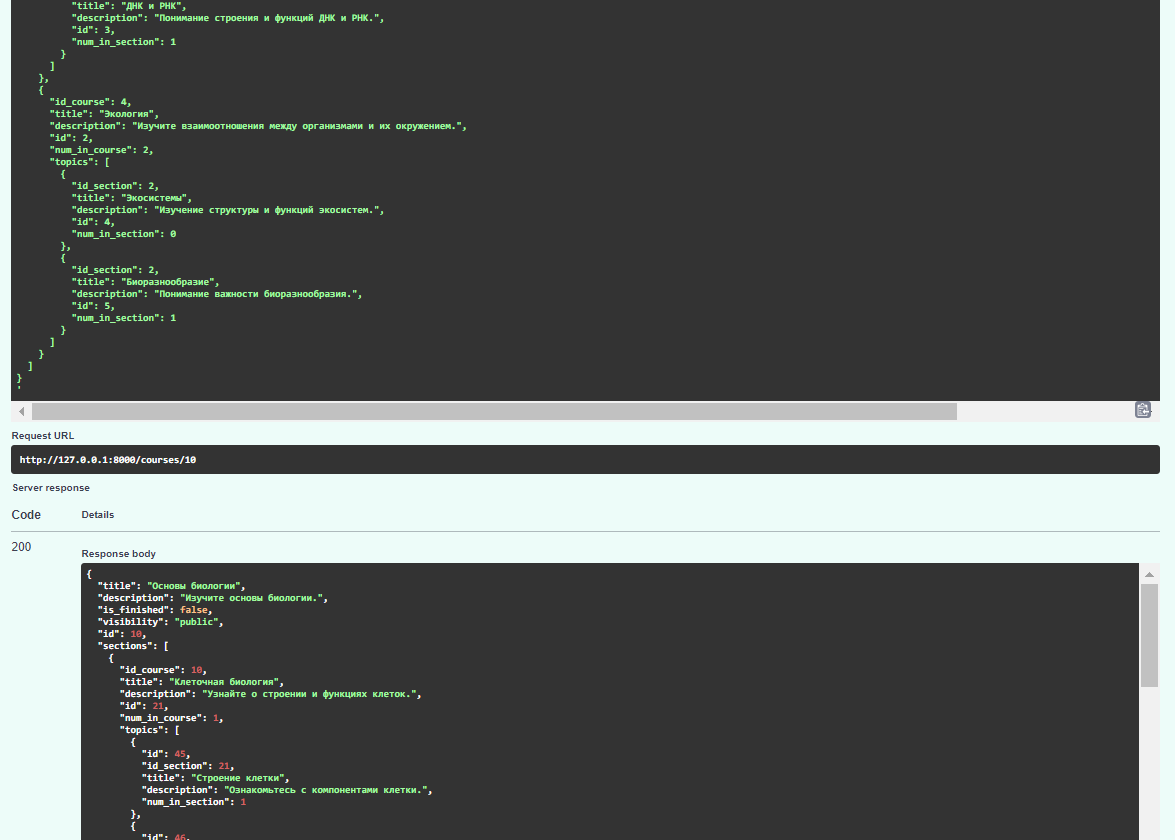 "title": "ДНК и РНК",
"description": "Понимание строения и функций ДНК и РНК.",
"id": 3,
"num_in_section": 1
}
]
},
{
"id_course": 4,
"title": "Экология",
"description": "Изучите взаимоотношения между организмами и их окружением.",
"id": 2,
"num_in_course": 2,
"topics": [
{
"id_section": 2,
"title": "Экосистемы",
"description": "Изучение структуры и функций экосистем.",
"id": 4,
"num_in_section": 0
},
{
"id_section": 2,
"title": "Биоразнообразие",
"description": "Понимание важности биоразнообразия.",
"id": 5,
"num_in_section": 1
}
]
}
]
}
'
Request URL
http://127.0.0.1:8000/courses/10
Server response
Code Details
200
Response body
{
"title": "Основы биологии",
"description": "Изучите основы биологии.",
"is_finished": false,
"visibility": "public",
"id": 10,
"sections": [
{
"id_course": 10,
"title": "Клеточная биология",
"description": "Узнайте о строении и функциях клеток.",
"id": 21,
"num_in_course": 1,
"topics": [
{
"id": 45,
"id_section": 21,
"title": "Строение клетки",
"description": "Ознакомьтесь с компонентами клетки.",
"num_in_section": 1
},
{
"id": 46,